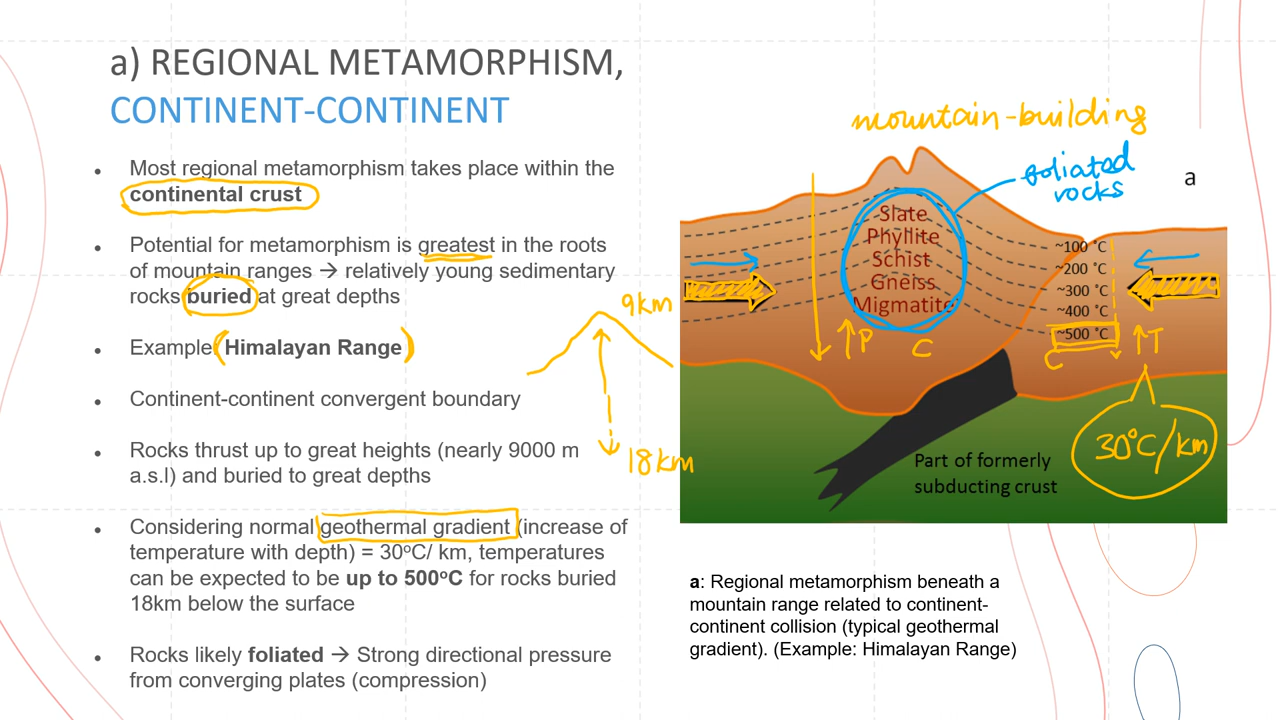 a) REGIONAL METAMORPHISM,
CONTINENT-CONTINENT
• Most regional metamorphism takes place within the
continental crust
• Potential for metamorphism is greatest in the roots
of mountain ranges → relatively young sedimentary
rocks buried at great depths
• Example: Himalayan Range
• Continent-continent convergent boundary
• Rocks thrust up to great heights (nearly 9000 m
a.s.l) and buried to great depths
• Considering normal geothermal gradient (increase of
temperature with depth) = 30°C/ km, temperatures
can be expected to be up to 500°C for rocks buried
18km below the surface
• Rocks likely foliated → Strong directional pressure
from converging plates (compression)
9km
18km
mountain-building
foliated
rocks
a
Slate
Phyllite
Schist
Gneiss
Migmatite
~100 °C
~200 °C
~300 °C
~400 °C
~500 °C
↑P
C
C
↑T
30°C/km
Part of formerly
subducting crust
a: Regional metamorphism beneath a
mountain range related to continent-
continent collision (typical geothermal
gradient). (Example: Himalayan Range)